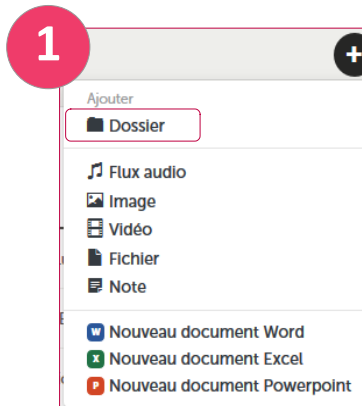 1
+
Ajouter
Dossier
Flux audio
Image
Vidéo
Fichier
Note
W Nouveau document Word
X Nouveau document Excel
P Nouveau document Powerpoint